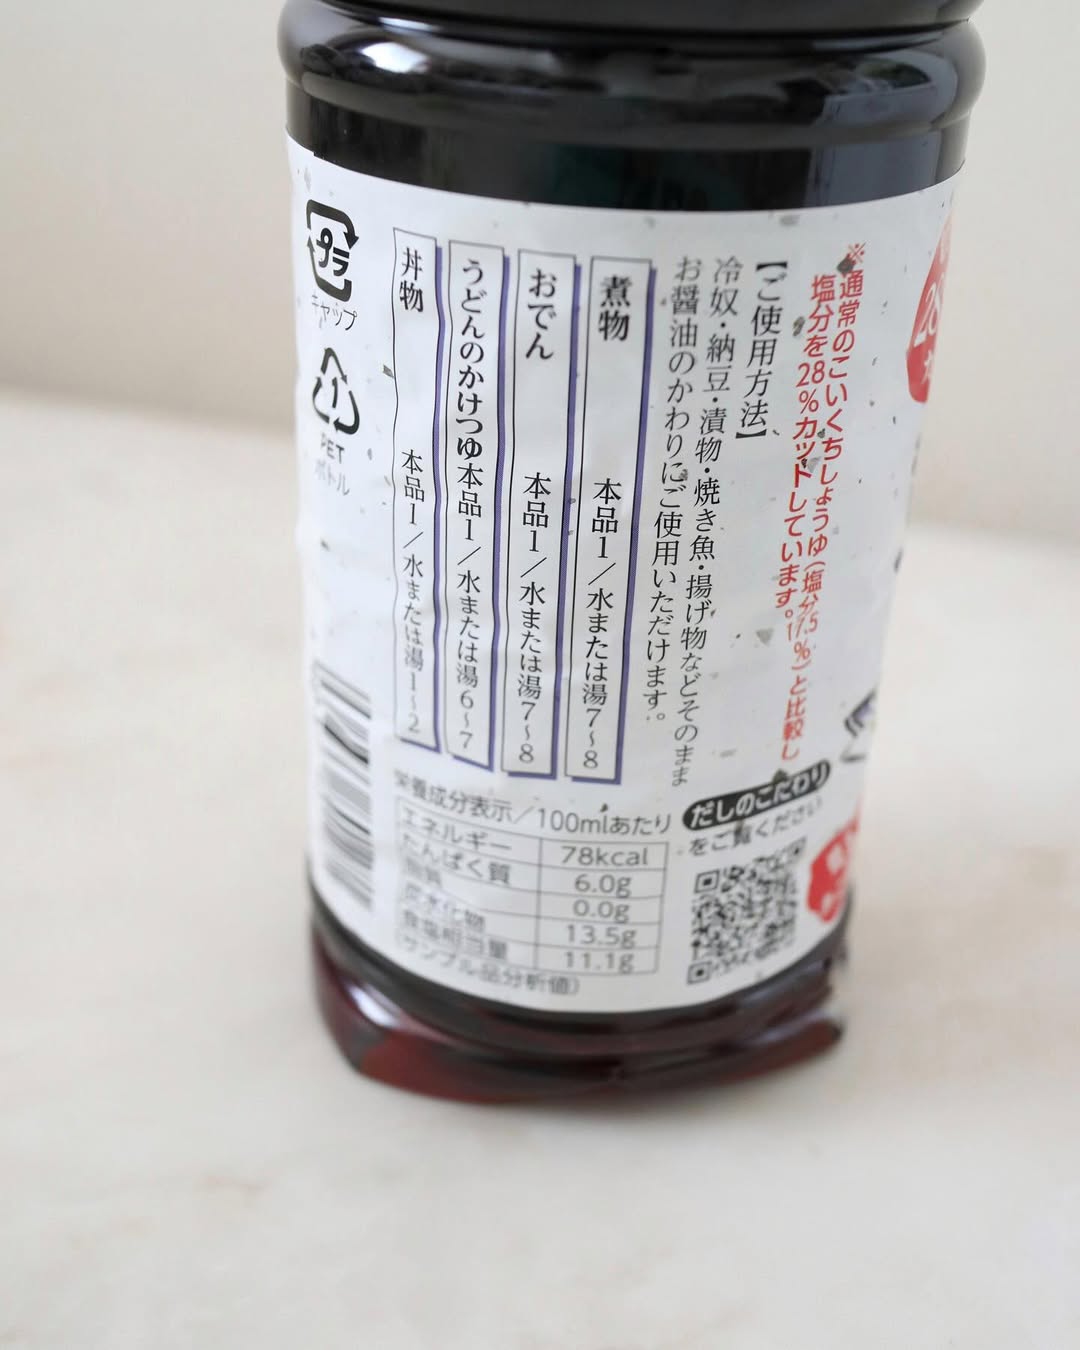 ※通常のこいくちしょうゆ(塩分17.5%)と比較し
塩分を28%カットしています。
【ご使用方法】
冷奴・納豆・漬物・焼き魚・揚げ物などそのまま
お醤油のかわりにご使用いただけます。
煮物 本品1/水または湯7~8
おでん 本品1/水または湯7~8
うどんのかけつゆ 本品1/水または湯6~7
丼物 本品1/水または湯1~2
プラ
キャップ
1
PET
ボトル
栄養成分表示/100mlあたり
エネルギー 78kcal
たんぱく質 6.0g
脂質 0.0g
炭水化物 13.5g
食塩相当量 11.1g
(サンプル品分析値)
だしのこだわり
をご覧ください
28